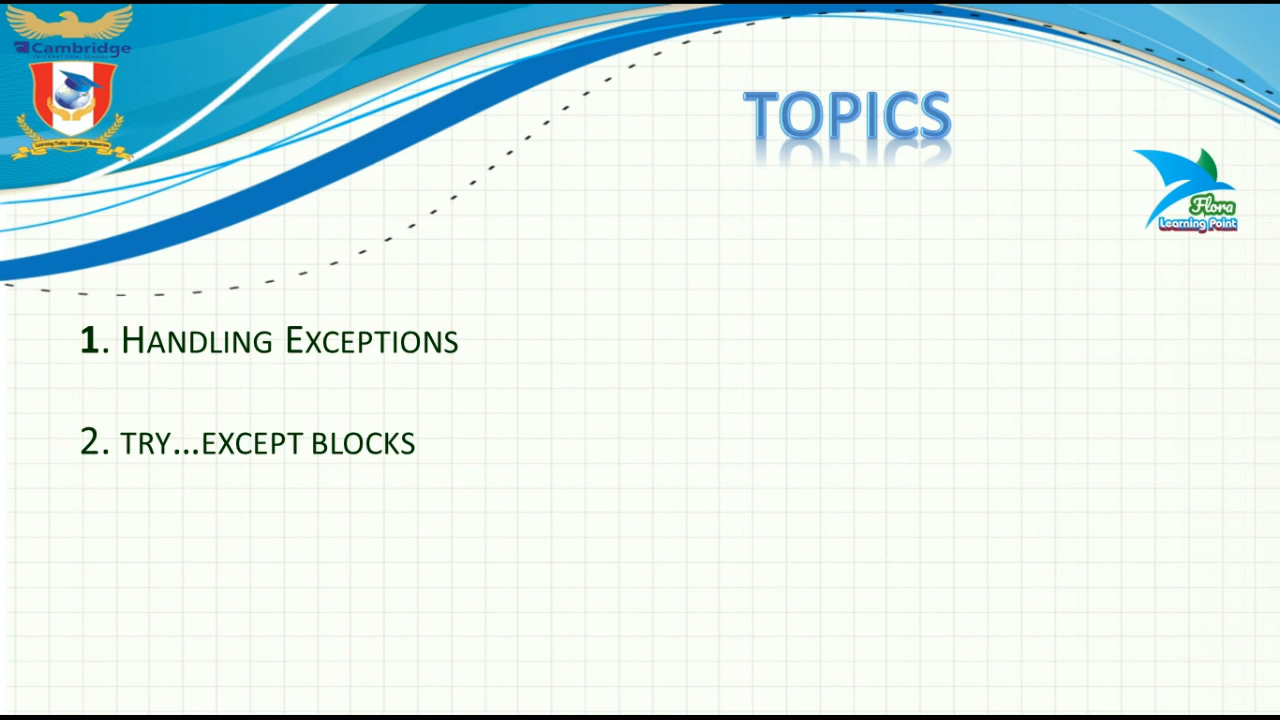 Cambridge
Learning Today - Leading Tomorrow
TOPICS
Flora
Learning Point
1. HANDLING EXCEPTIONS
2. TRY...EXCEPT BLOCKS